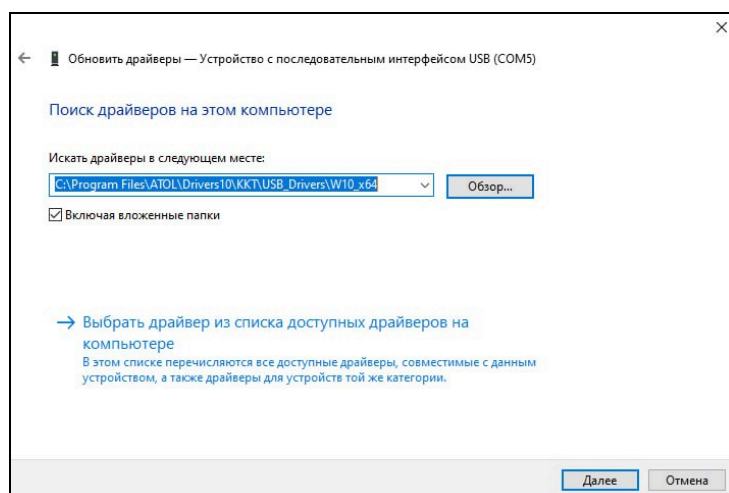 Обновить драйверы — Устройство с последовательным интерфейсом USB (COM5)
Поиск драйверов на этом компьютере
Искать драйверы в следующем месте:
C:\Program Files\ATOL\Drivers10\KKT\USB_Drivers\W10_x64
Обзор...
Включая вложенные папки
Выбрать драйвер из списка доступных драйверов на
компьютере
В этом списке перечисляются все доступные драйверы, совместимые с данным
устройством, а также драйверы для устройств той же категории.
Далее
Отмена